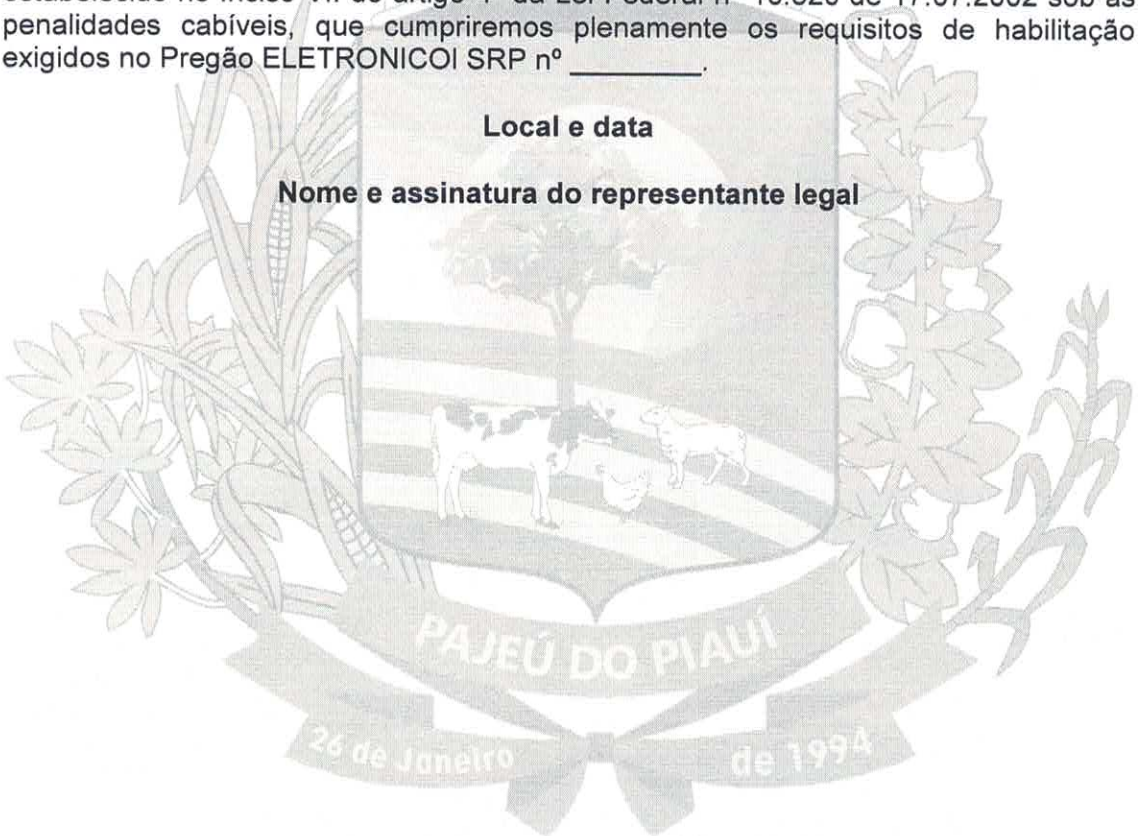 penalidades cabíveis, que cumpriremos plenamente os requisitos de habilitação
exigidos no Pregão ELETRONICOI SRP nº ________.
Local e data
Nome e assinatura do representante legal
PAJEÚ DO PIAUÍ
26 de Janeiro de 1994